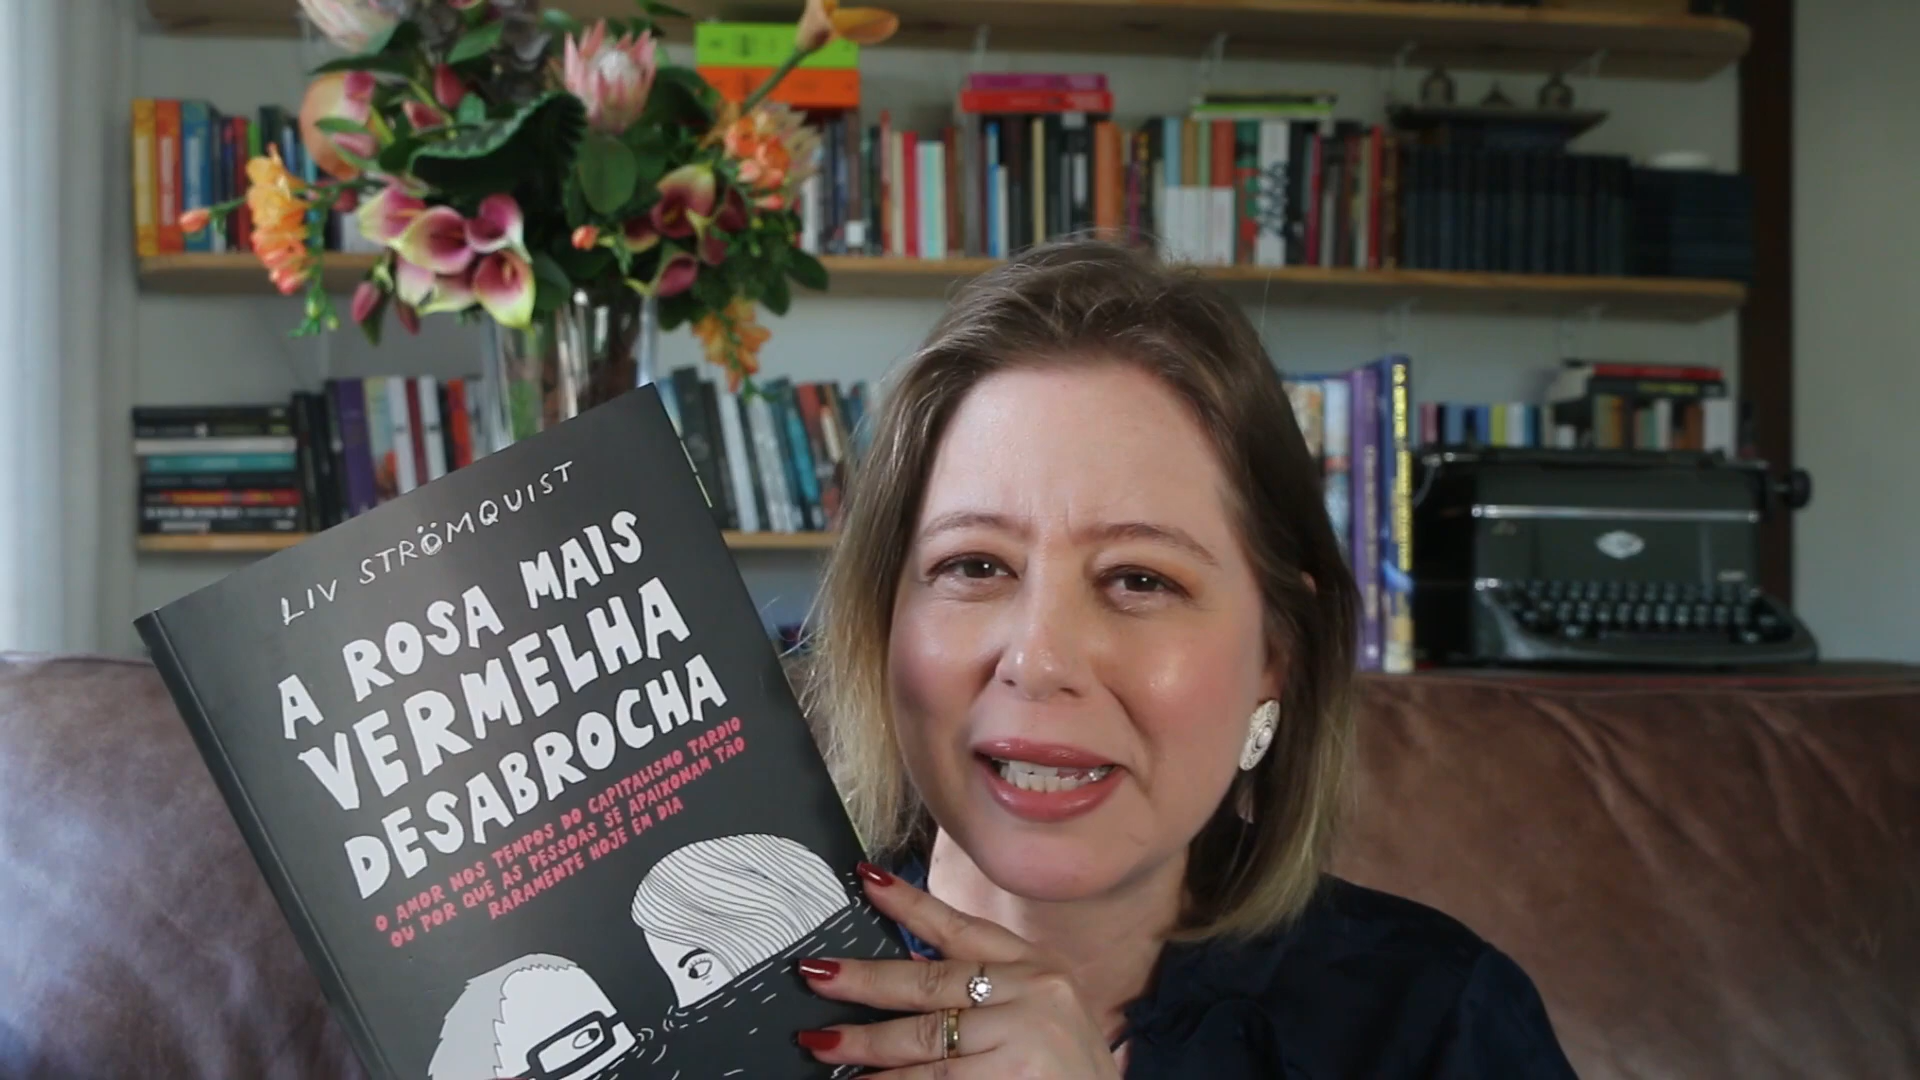 LIV STRÖMQUIST
A ROSA MAIS
VERMELHA
DESABROCHA
O AMOR NOS TEMPOS DO CAPITALISMO TARDIO
OU POR QUE AS PESSOAS SE APAIXONAM TÃO
RARAMENTE HOJE EM DIA